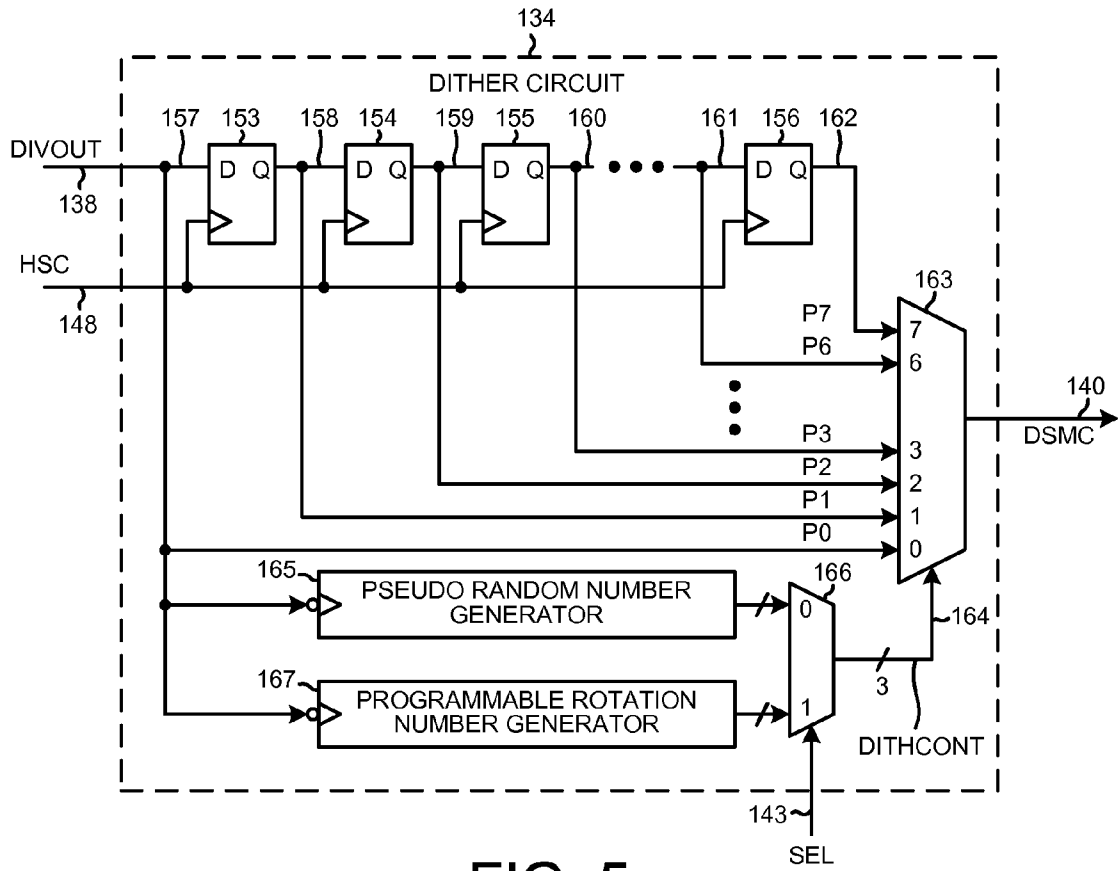 134
DITHER CIRCUIT
157 153 158 154 159 155 160 161 156 162
DIVOUT
D Q D Q D Q D Q
138
HSC
148
163
P7 7
P6 6
140
DSMC
P3 3
P2 2
P1 1
P0 0
165
PSEUDO RANDOM NUMBER
GENERATOR
166
0
164
167
PROGRAMMABLE ROTATION
NUMBER GENERATOR
1
3
DITHCONT
143
SEL
FIG. 5